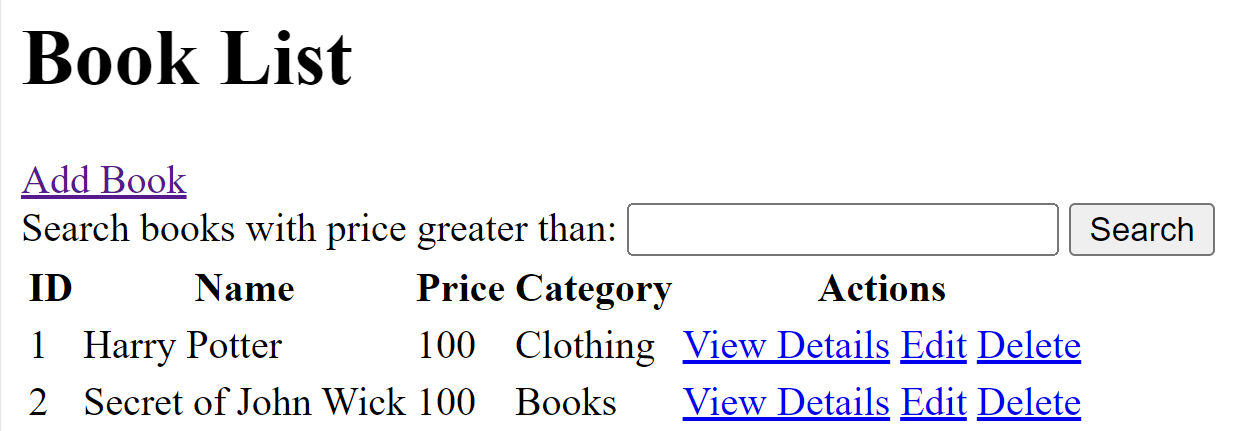 Book List
Add Book
Search books with price greater than: Search
ID Name Price Category Actions
1 Harry Potter 100 Clothing View Details Edit Delete
2 Secret of John Wick 100 Books View Details Edit Delete